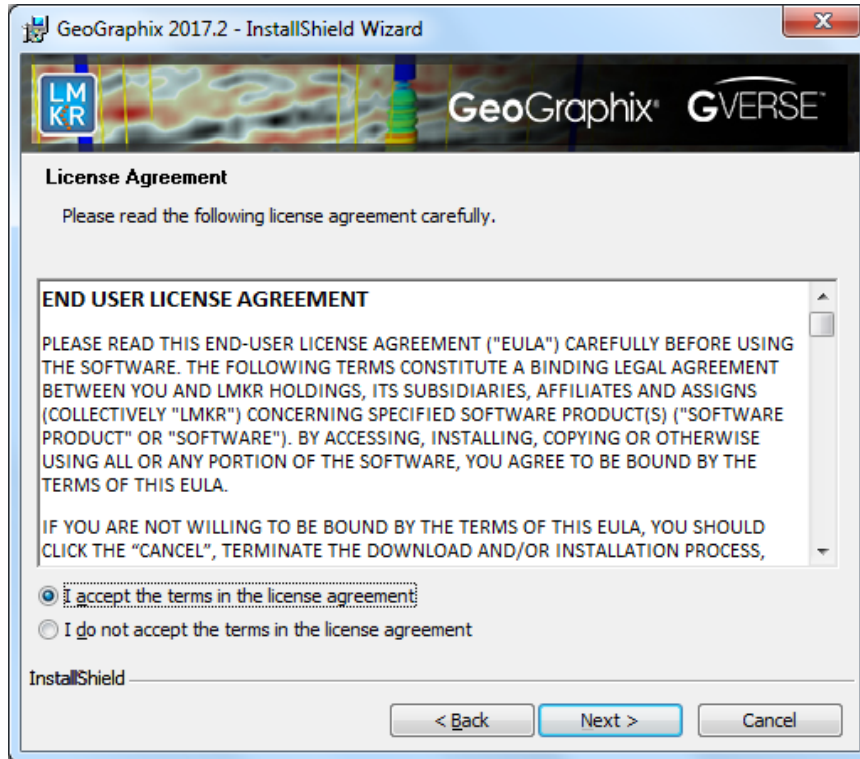 GeoGraphix 2017.2 - InstallShield Wizard
LM
KR
GeoGraphix® GVERSE™
License Agreement
Please read the following license agreement carefully.
END USER LICENSE AGREEMENT
PLEASE READ THIS END-USER LICENSE AGREEMENT ("EULA") CAREFULLY BEFORE USING
THE SOFTWARE. THE FOLLOWING TERMS CONSTITUTE A BINDING LEGAL AGREEMENT
BETWEEN YOU AND LMKR HOLDINGS, ITS SUBSIDIARIES, AFFILIATES AND ASSIGNS
(COLLECTIVELY "LMKR") CONCERNING SPECIFIED SOFTWARE PRODUCT(S) ("SOFTWARE
PRODUCT" OR "SOFTWARE"). BY ACCESSING, INSTALLING, COPYING OR OTHERWISE
USING ALL OR ANY PORTION OF THE SOFTWARE, YOU AGREE TO BE BOUND BY THE
TERMS OF THIS EULA.
IF YOU ARE NOT WILLING TO BE BOUND BY THE TERMS OF THIS EULA, YOU SHOULD
CLICK THE “CANCEL”, TERMINATE THE DOWNLOAD AND/OR INSTALLATION PROCESS,
I accept the terms in the license agreement
I do not accept the terms in the license agreement
InstallShield
< Back Next > Cancel